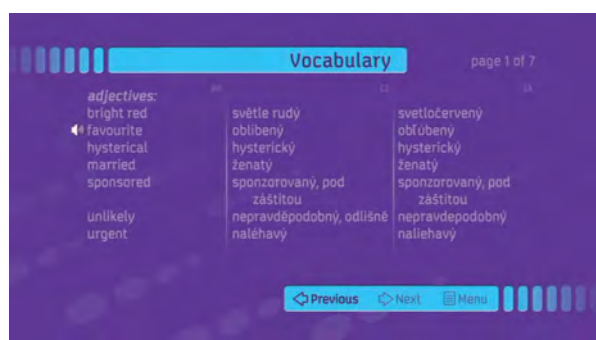 Vocabulary page 1 of 7
adjectives:
bright red světle rudý svetločervený
favourite oblíbený obľúbený
hysterical hysterický hysterický
married ženatý ženatý
sponsored sponzorovaný, pod sponzorovaný, pod
záštitou záštitou
unlikely nepravděpodobný, odlišné nepravdepodobný
urgent naléhavý naliehavý
Previous Next Menu